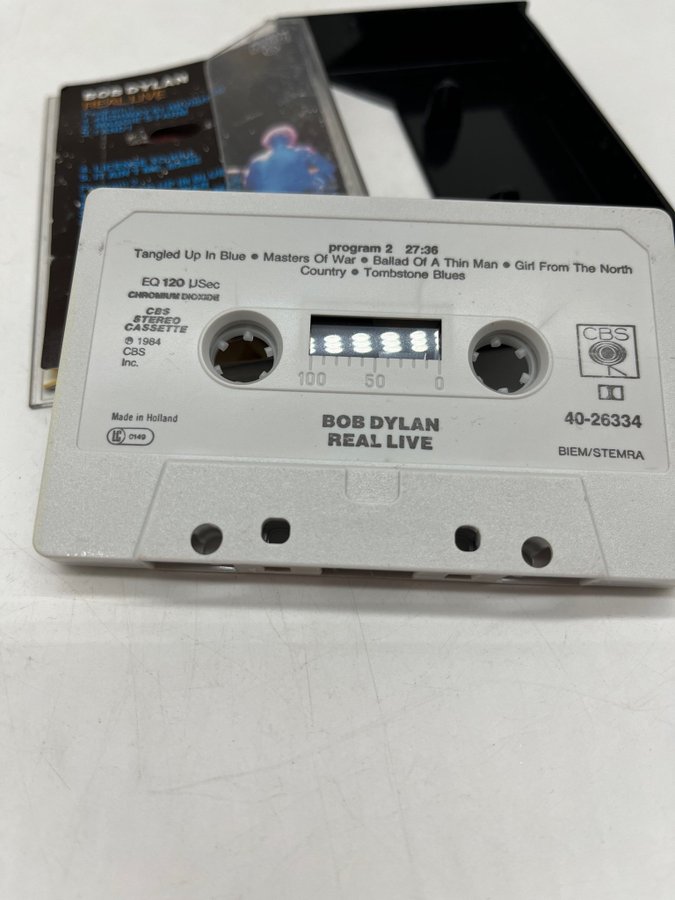 BOB DYLAN
REAL LIVE
program 2 27:36
Tangled Up In Blue • Masters Of War • Ballad Of A Thin Man • Girl From The North
Country • Tombstone Blues
EQ 120 μSec
CHROMIUM DIOXIDE
CBS
STEREO
CASSETTE
℗ 1984
CBS
Inc.
CBS
100 50 0
Made in Holland
LC 0149
BOB DYLAN
REAL LIVE
40-26334
BIEM/STEMRA